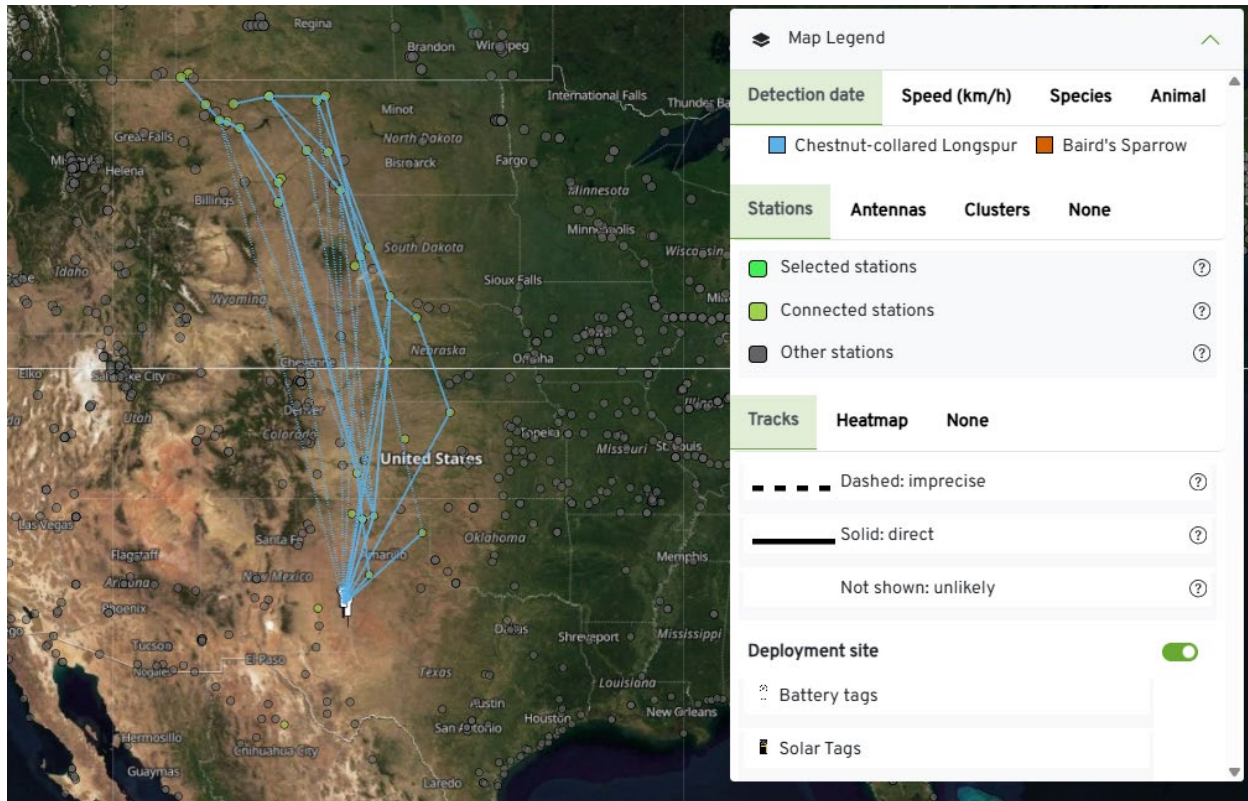 Regina
Brandon
Winnipeg
International Falls
Thunder Ba
Minot
Great Falls
North Dakota
Bismarck
Fargo
Helena
Minnesota
Billings
Minneapolis
South Dakota
Wisconsin
Idaho
Sioux Falls
Wyoming
Nebraska
Omaha
Cheyenne
Elko
Salt Lake City
Utah
Denver
Colorado
Topeka
Missouri
St. Louis
United States
Las Vegas
Santa Fe
Oklahoma
Flagstaff
Amarillo
Memphis
Arizona
New Mexico
Phoenix
Dallas
Shreveport
Mississippi
Tucson
El Paso
Nogales
Texas
Louisiana
Austin
New Orleans
Houston
San Antonio
Hermosillo
Chihuahua City
Guaymas
Laredo
Map Legend
Detection date Speed (km/h) Species Animal
Chestnut-collared Longspur Baird's Sparrow
Stations Antennas Clusters None
Selected stations ?
Connected stations ?
Other stations ?
Tracks Heatmap None
Dashed: imprecise ?
Solid: direct ?
Not shown: unlikely ?
Deployment site
Battery tags
Solar Tags